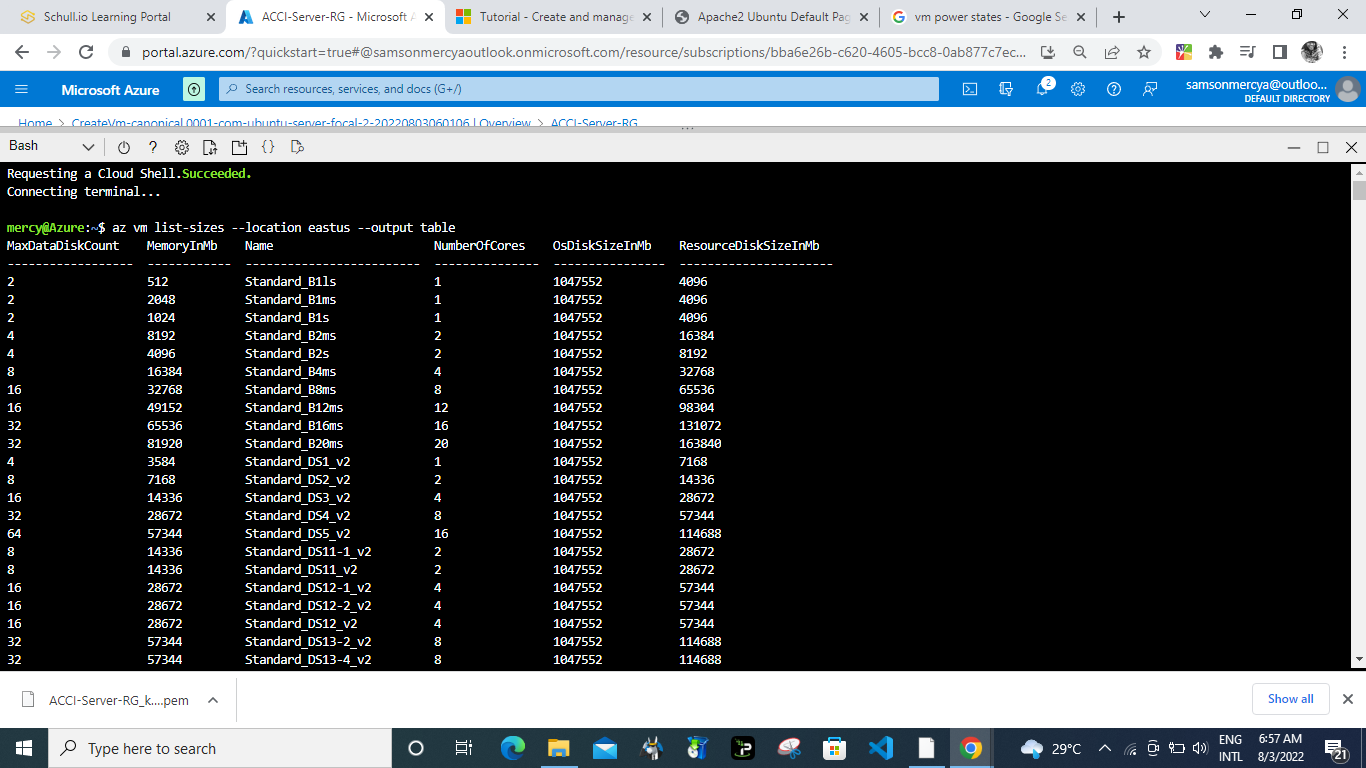 Schull.io Learning Portal
ACCI-Server-RG - Microsoft A
Tutorial - Create and manage
Apache2 Ubuntu Default Pag
vm power states - Google Se
portal.azure.com/?quickstart=true#@samsonmercyaoutlook.onmicrosoft.com/resource/subscriptions/bba6e26b-c620-4605-bcc8-0ab877c7ec...
Microsoft Azure
Search resources, services, and docs (G+/)
2
samsonmercya@outloo...
DEFAULT DIRECTORY
Home > CreateVm-canonical.0001-com-ubuntu-server-focal-2-20220803060106 | Overview > ACCI-Server-RG
Bash
Requesting a Cloud Shell.Succeeded.
Connecting terminal...
mercy@Azure:~$ az vm list-sizes --location eastus --output table
MaxDataDiskCount MemoryInMb Name NumberOfCores OsDiskSizeInMb ResourceDiskSizeInMb
------------------ ------------ ------------------------- --------------- ---------------- ----------------------
2 512 Standard_B1ls 1 1047552 4096
2 2048 Standard_B1ms 1 1047552 4096
2 1024 Standard_B1s 1 1047552 4096
4 8192 Standard_B2ms 2 1047552 16384
4 4096 Standard_B2s 2 1047552 8192
8 16384 Standard_B4ms 4 1047552 32768
16 32768 Standard_B8ms 8 1047552 65536
16 49152 Standard_B12ms 12 1047552 98304
32 65536 Standard_B16ms 16 1047552 131072
32 81920 Standard_B20ms 20 1047552 163840
4 3584 Standard_DS1_v2 1 1047552 7168
8 7168 Standard_DS2_v2 2 1047552 14336
16 14336 Standard_DS3_v2 4 1047552 28672
32 28672 Standard_DS4_v2 8 1047552 57344
64 57344 Standard_DS5_v2 16 1047552 114688
8 14336 Standard_DS11-1_v2 2 1047552 28672
8 14336 Standard_DS11_v2 2 1047552 28672
16 28672 Standard_DS12-1_v2 4 1047552 57344
16 28672 Standard_DS12-2_v2 4 1047552 57344
16 28672 Standard_DS12_v2 4 1047552 57344
32 57344 Standard_DS13-2_v2 8 1047552 114688
32 57344 Standard_DS13-4_v2 8 1047552 114688
ACCI-Server-RG_k....pem
Show all
Type here to search
29°C
ENG
INTL
6:57 AM
8/3/2022
21